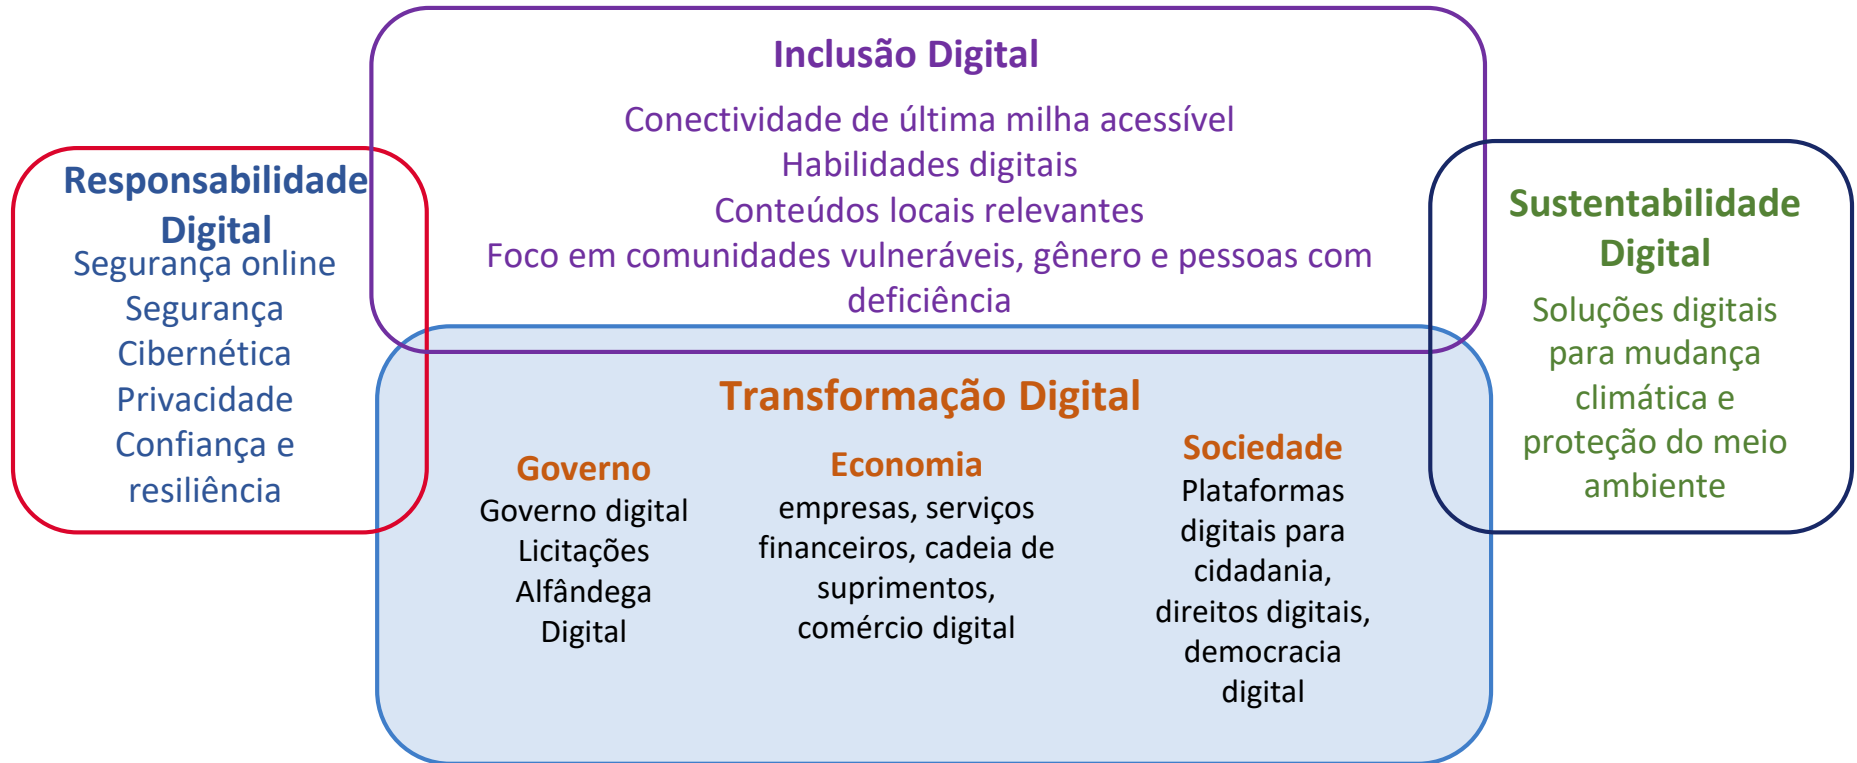 Inclusão Digital
Conectividade de última milha acessível
Habilidades digitais
Conteúdos locais relevantes
Foco em comunidades vulneráveis, gênero e pessoas com
deficiência
Responsabilidade
Digital
Segurança online
Segurança
Cibernética
Privacidade
Confiança e
resiliência
Sustentabilidade
Digital
Soluções digitais
para mudança
climática e
proteção do meio
ambiente
Transformação Digital
Governo
Governo digital
Licitações
Alfândega
Digital
Economia
empresas, serviços
financeiros, cadeia de
suprimentos,
comércio digital
Sociedade
Plataformas
digitais para
cidadania,
direitos digitais,
democracia
digital